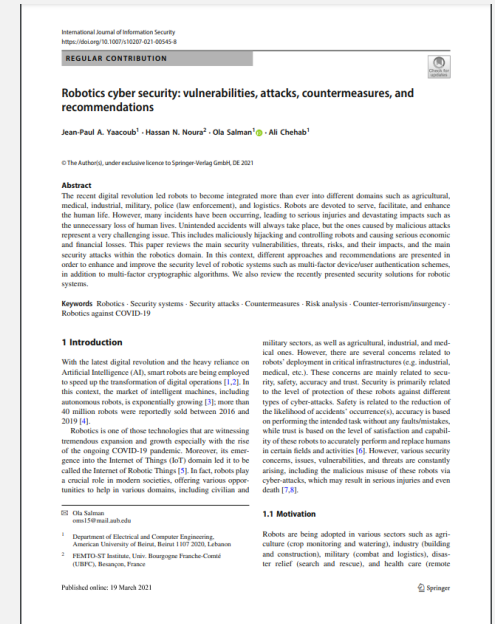 International Journal of Information Security
https://doi.org/10.1007/s10207-021-00545-8
REGULAR CONTRIBUTION
Check for
updates
Robotics cyber security: vulnerabilities, attacks, countermeasures, and
recommendations
Jean-Paul A. Yaacoub1 · Hassan N. Noura2 · Ola Salman1 · Ali Chehab1
© The Author(s), under exclusive licence to Springer-Verlag GmbH, DE 2021
Abstract
The recent digital revolution led robots to become integrated more than ever into different domains such as agricultural,
medical, industrial, military, police (law enforcement), and logistics. Robots are devoted to serve, facilitate, and enhance
the human life. However, many incidents have been occurring, leading to serious injuries and devastating impacts such as
the unnecessary loss of human lives. Unintended accidents will always take place, but the ones caused by malicious attacks
represent a very challenging issue. This includes maliciously hijacking and controlling robots and causing serious economic
and financial losses. This paper reviews the main security vulnerabilities, threats, risks, and their impacts, and the main
security attacks within the robotics domain. In this context, different approaches and recommendations are presented in
order to enhance and improve the security level of robotic systems such as multi-factor device/user authentication schemes,
in addition to multi-factor cryptographic algorithms. We also review the recently presented security solutions for robotic
systems.
Keywords Robotics · Security systems · Security attacks · Countermeasures · Risk analysis · Counter-terrorism/insurgency ·
Robotics against COVID-19
1 Introduction
With the latest digital revolution and the heavy reliance on
Artificial Intelligence (AI), smart robots are being employed
to speed up the transformation of digital operations [1,2]. In
this context, the market of intelligent machines, including
autonomous robots, is exponentially growing [3]; more than
40 million robots were reportedly sold between 2016 and
2019 [4].
Robotics is one of those technologies that are witnessing
tremendous expansion and growth especially with the rise
of the ongoing COVID-19 pandemic. Moreover, its emer-
gence into the Internet of Things (IoT) domain led it to be
called the Internet of Robotic Things [5]. In fact, robots play
a crucial role in modern societies, offering various oppor-
tunities to help in various domains, including civilian and
✉ Ola Salman
oms15@mail.aub.edu
1 Department of Electrical and Computer Engineering,
American University of Beirut, Beirut 1107 2020, Lebanon
2 FEMTO-ST Institute, Univ. Bourgogne Franche-Comté
(UBFC), Besançon, France
military sectors, as well as agricultural, industrial, and med-
ical ones. However, there are several concerns related to
robots' deployment in critical infrastructures (e.g. industrial,
medical, etc.). These concerns are mainly related to secu-
rity, safety, accuracy and trust. Security is primarily related
to the level of protection of these robots against different
types of cyber-attacks. Safety is related to the reduction of
the likelihood of accidents' occurrence(s), accuracy is based
on performing the intended task without any faults/mistakes,
while trust is based on the level of satisfaction and capabil-
ity of these robots to accurately perform and replace humans
in certain fields and activities [6]. However, various security
concerns, issues, vulnerabilities, and threats are constantly
arising, including the malicious misuse of these robots via
cyber-attacks, which may result in serious injuries and even
death [7,8].
1.1 Motivation
Robots are being adopted in various sectors such as agri-
culture (crop monitoring and watering), industry (building
and construction), military (combat and logistics), disas-
ter relief (search and rescue), and health care (remote
Published online: 19 March 2021
Springer